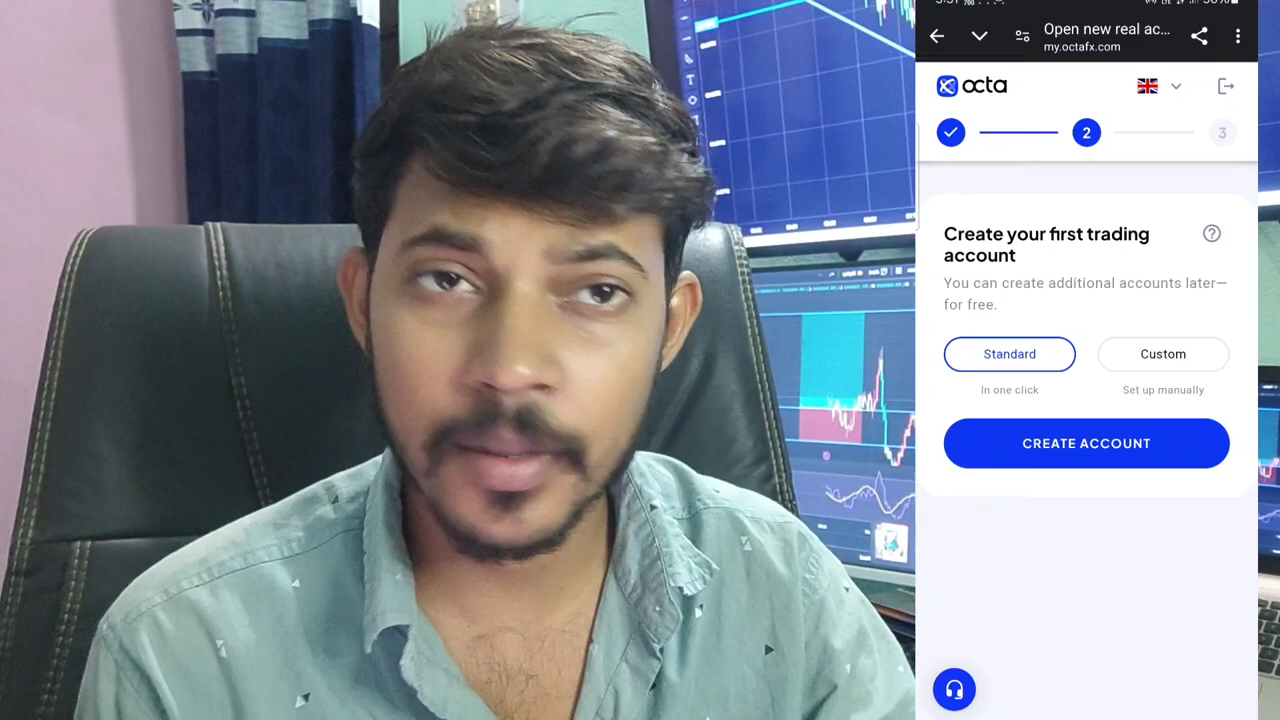 Open new real ac...
my.octafx.com
octa
2
3
Create your first trading
account
You can create additional accounts later—
for free.
Standard
Custom
In one click
Set up manually
CREATE ACCOUNT